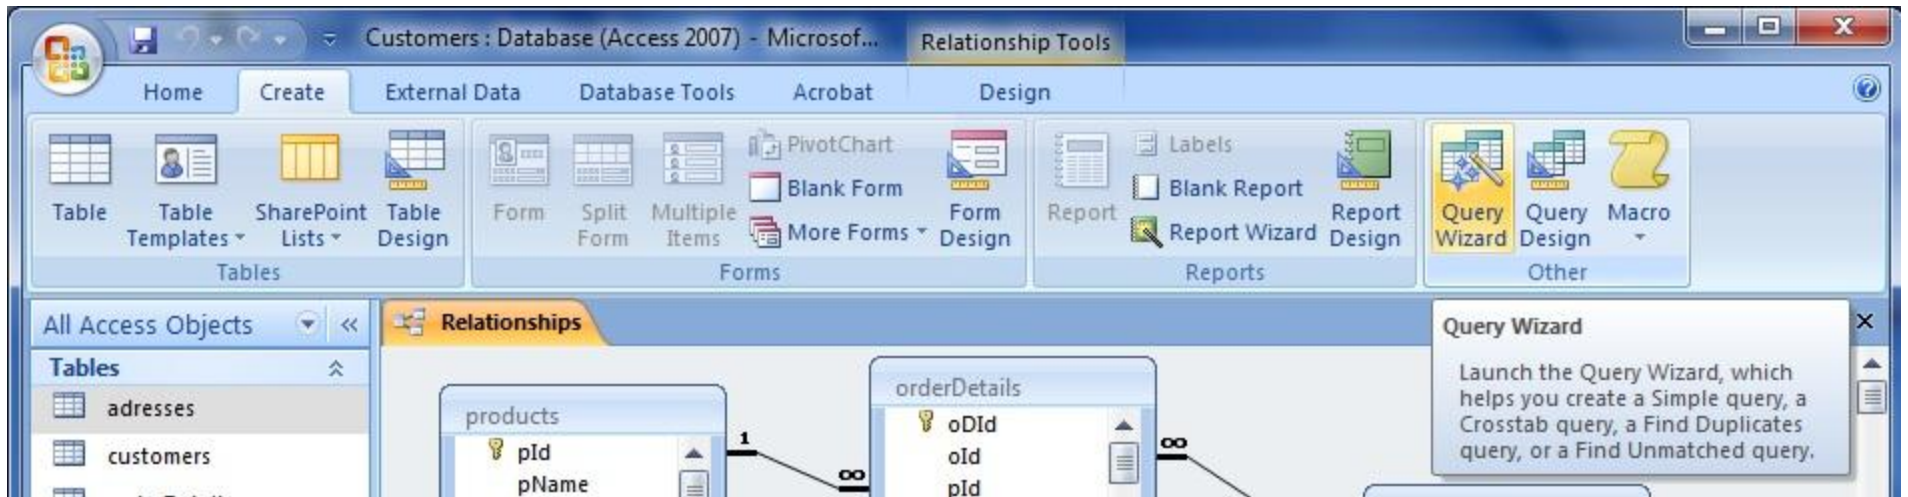 Customers : Database (Access 2007) - Microsof...
Relationship Tools
Home Create External Data Database Tools Acrobat Design
Table
Table Templates
SharePoint Lists
Table Design
Tables
Form
Split Form
Multiple Items
PivotChart
Blank Form
More Forms
Form Design
Forms
Report
Labels
Blank Report
Report Wizard
Report Design
Reports
Query Wizard
Query Design
Macro
Other
All Access Objects
Tables
adresses
customers
Relationships
products
pId
pName
1
∞
orderDetails
oDId
oId
pId
∞
Query Wizard
Launch the Query Wizard, which
helps you create a Simple query, a
Crosstab query, a Find Duplicates
query, or a Find Unmatched query.